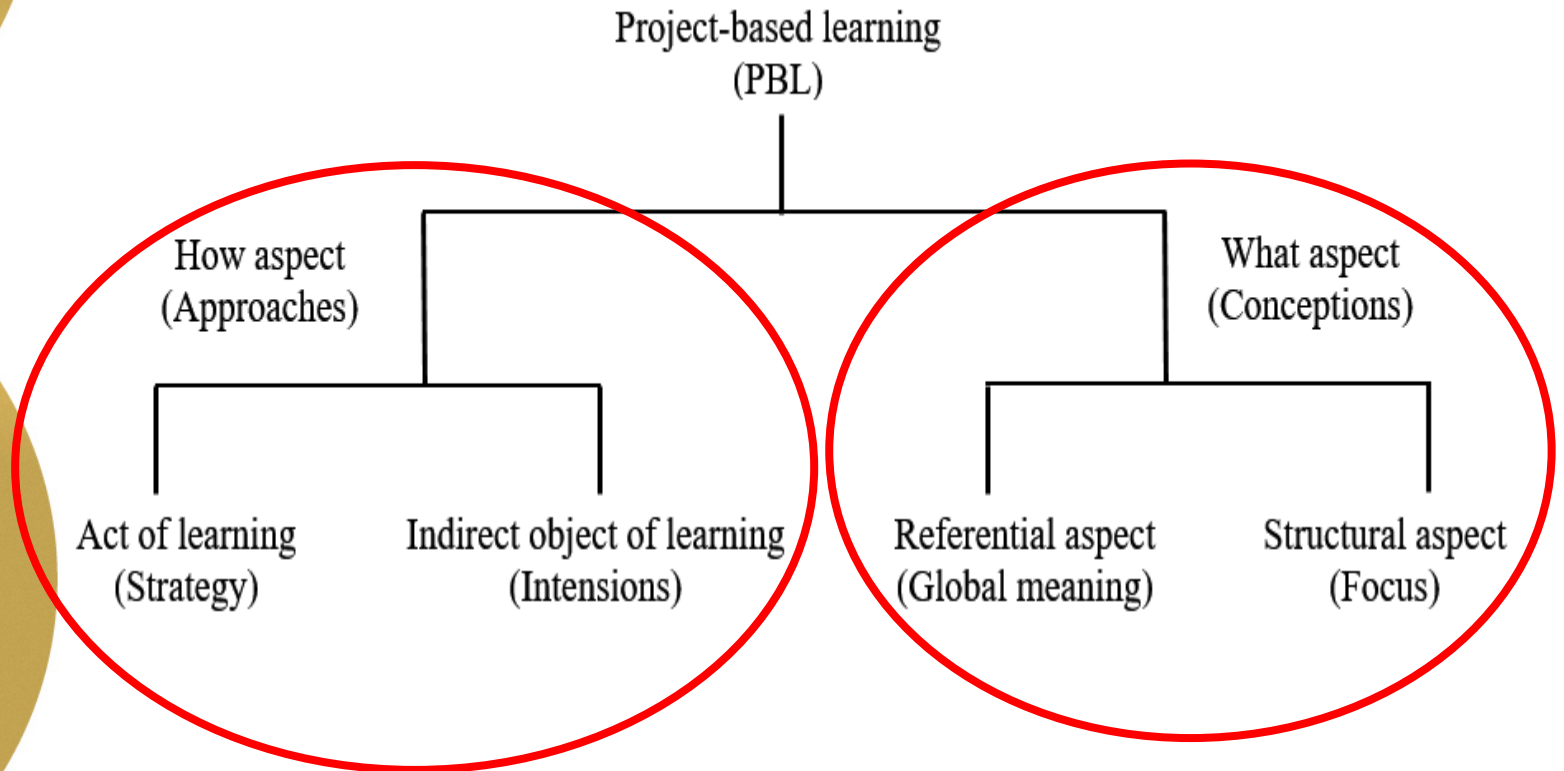 Project-based learning
(PBL)
How aspect
(Approaches)
What aspect
(Conceptions)
Act of learning
(Strategy)
Indirect object of learning
(Intensions)
Referential aspect
(Global meaning)
Structural aspect
(Focus)